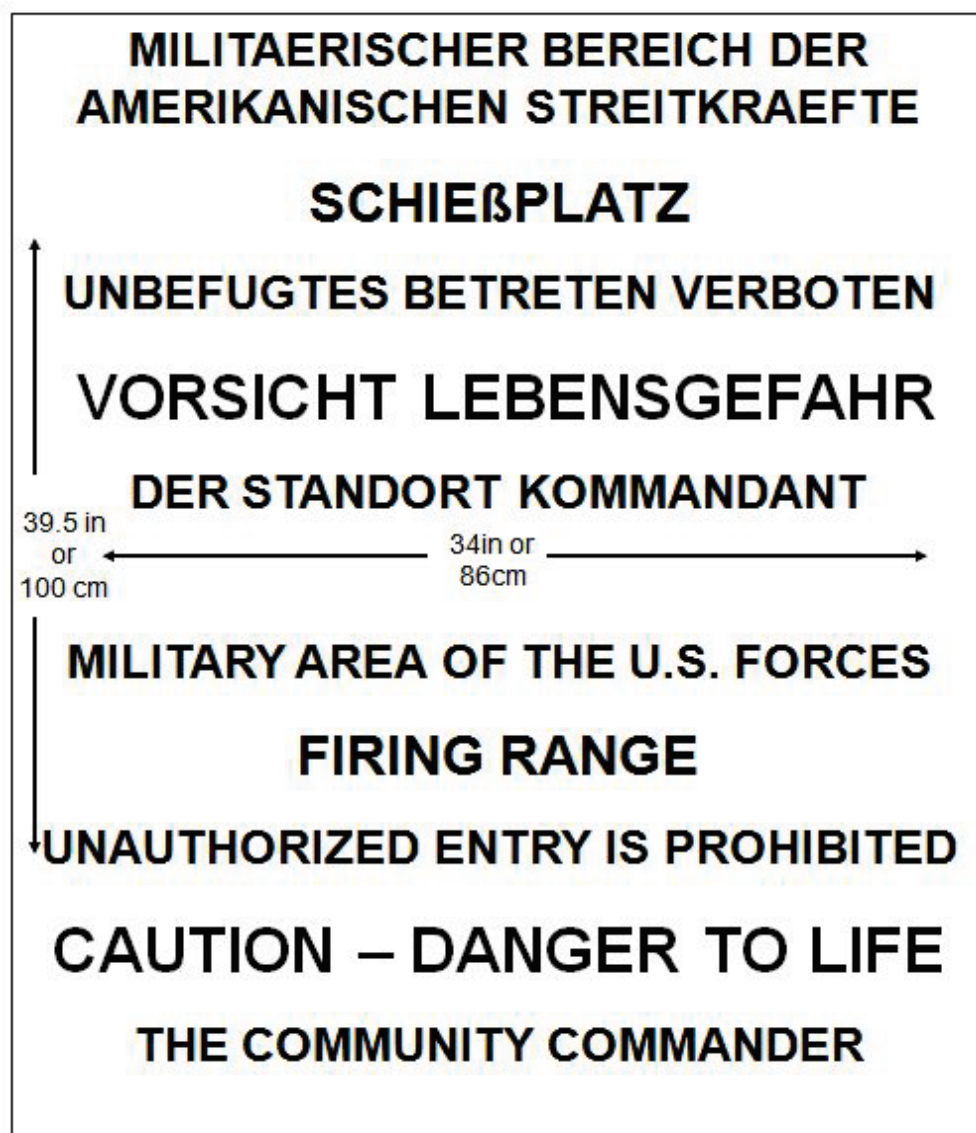 MILITAERISCHER BEREICH DER
AMERIKANISCHEN STREITKRAEFTE
SCHIEßPLATZ
UNBEFUGTES BETRETEN VERBOTEN
VORSICHT LEBENSGEFAHR
DER STANDORT KOMMANDANT
39.5 in
or
100 cm
34in or
86cm
MILITARY AREA OF THE U.S. FORCES
FIRING RANGE
UNAUTHORIZED ENTRY IS PROHIBITED
CAUTION – DANGER TO LIFE
THE COMMUNITY COMMANDER